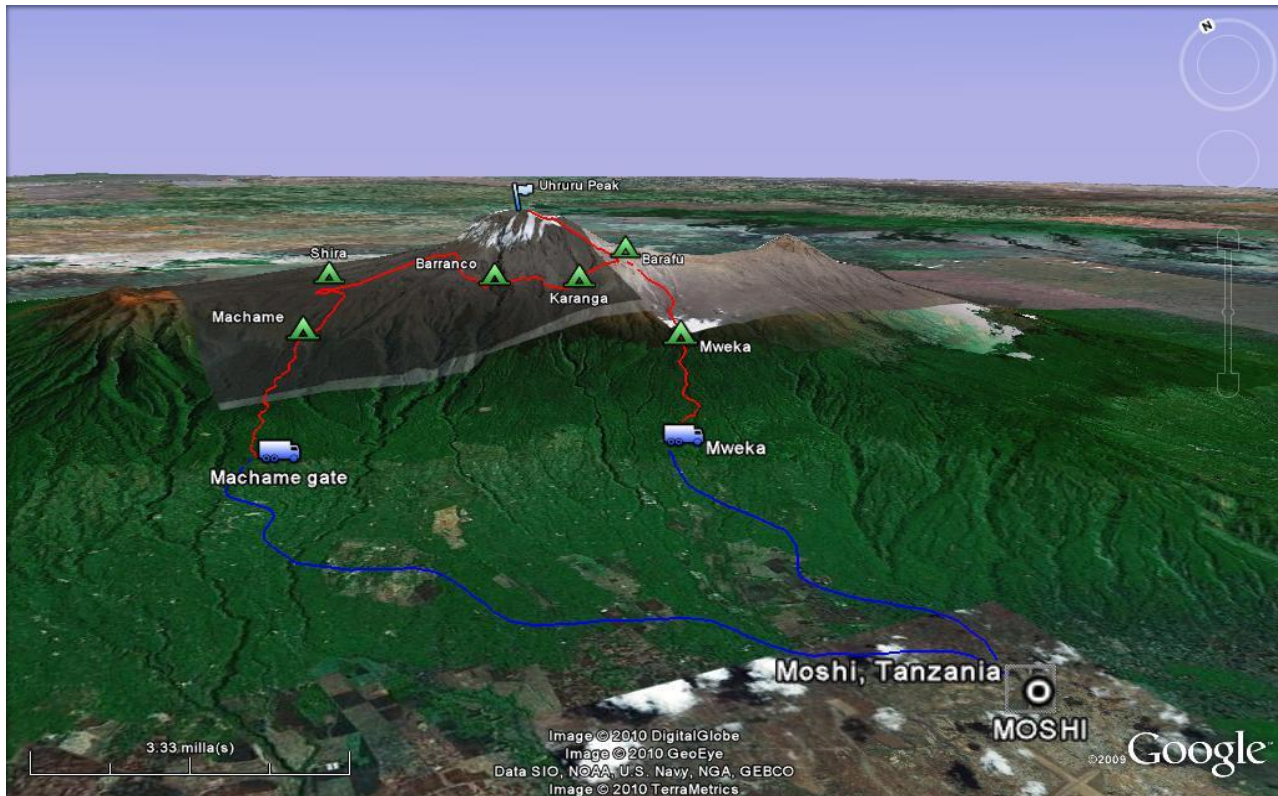 N
Uhruru Peak
Shira
Barranco
Barafu
Karanga
Machame
Mweka
Mweka
Machame gate
Moshi, Tanzania
MOSHI
3.33 milla(s)
Image © 2010 DigitalGlobe
Image © 2010 GeoEye
Data SIO, NOAA, U.S. Navy, NGA, GEBCO
Image © 2010 TerraMetrics
©2009 Google™